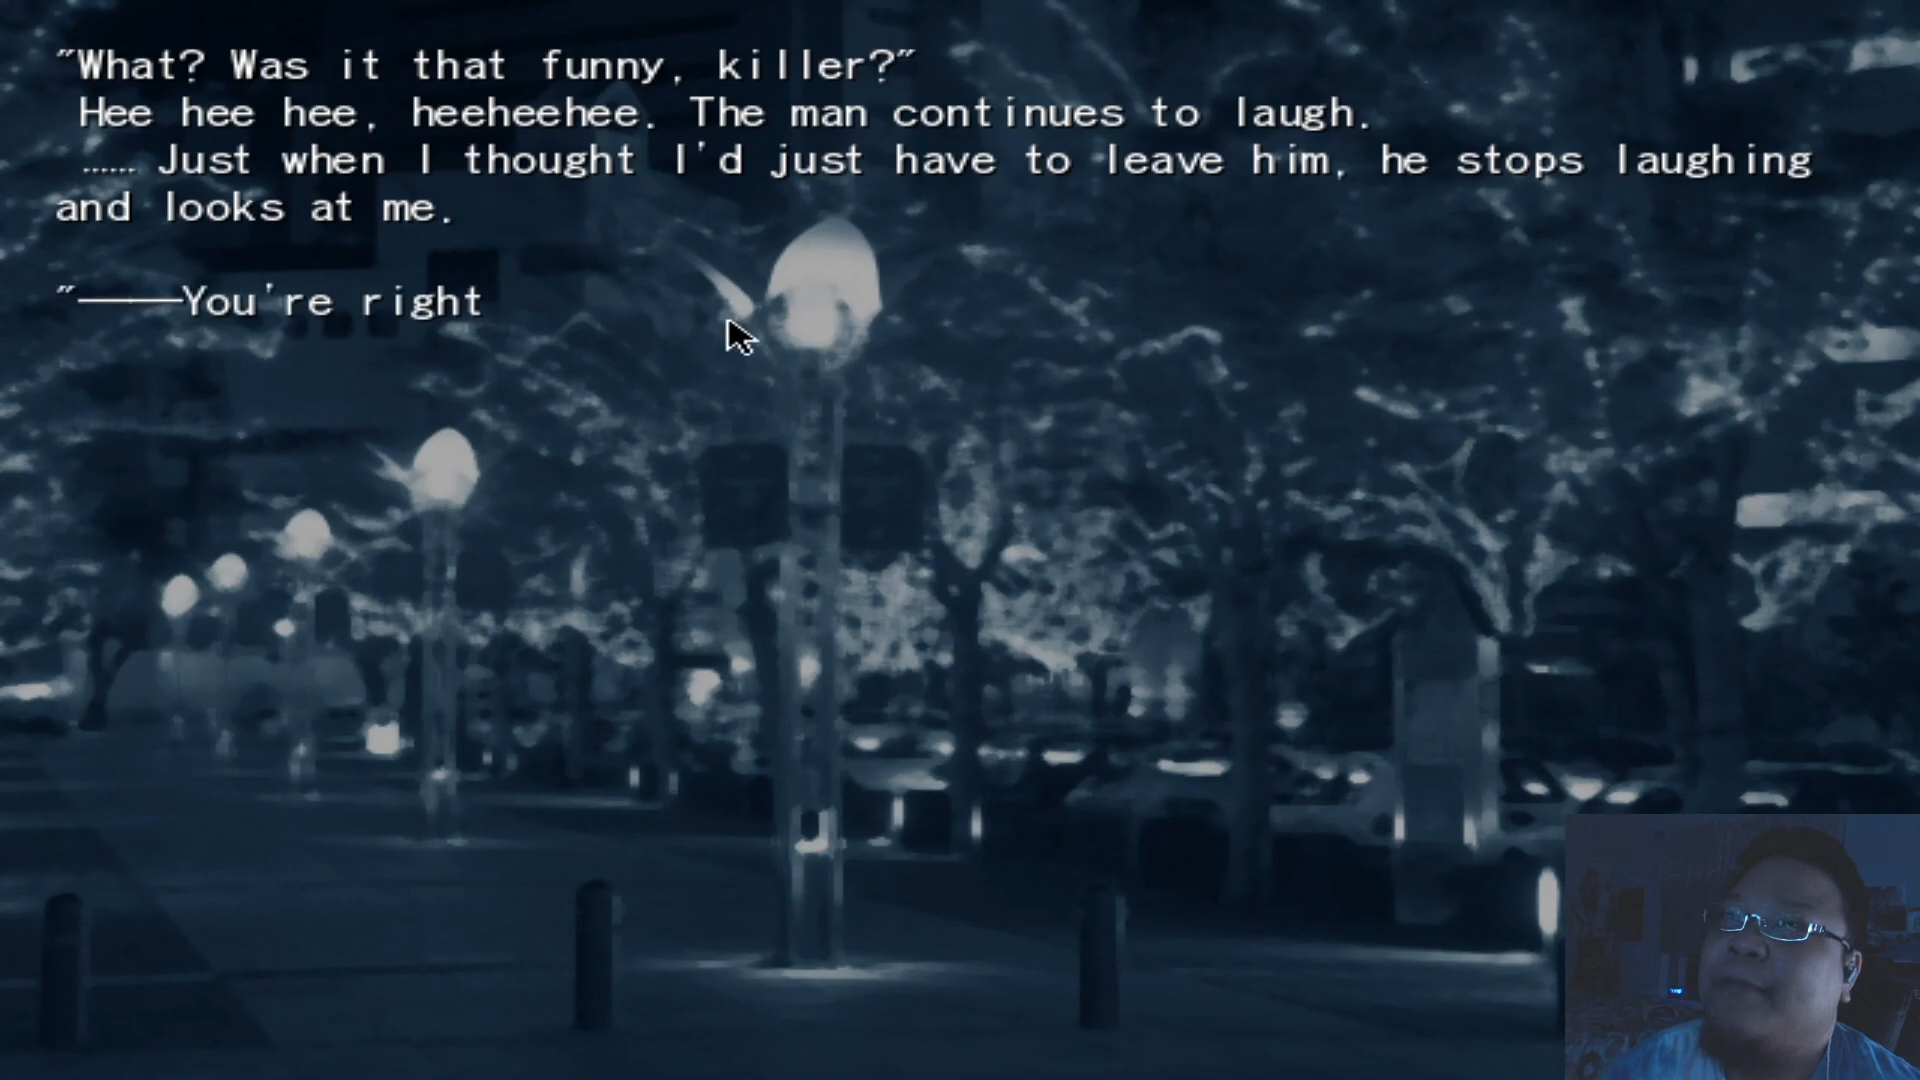 "What? Was it that funny, killer?"
Hee hee hee, heeheehee. The man continues to laugh.
…… Just when I thought I'd just have to leave him, he stops laughing
and looks at me.
"────You're right